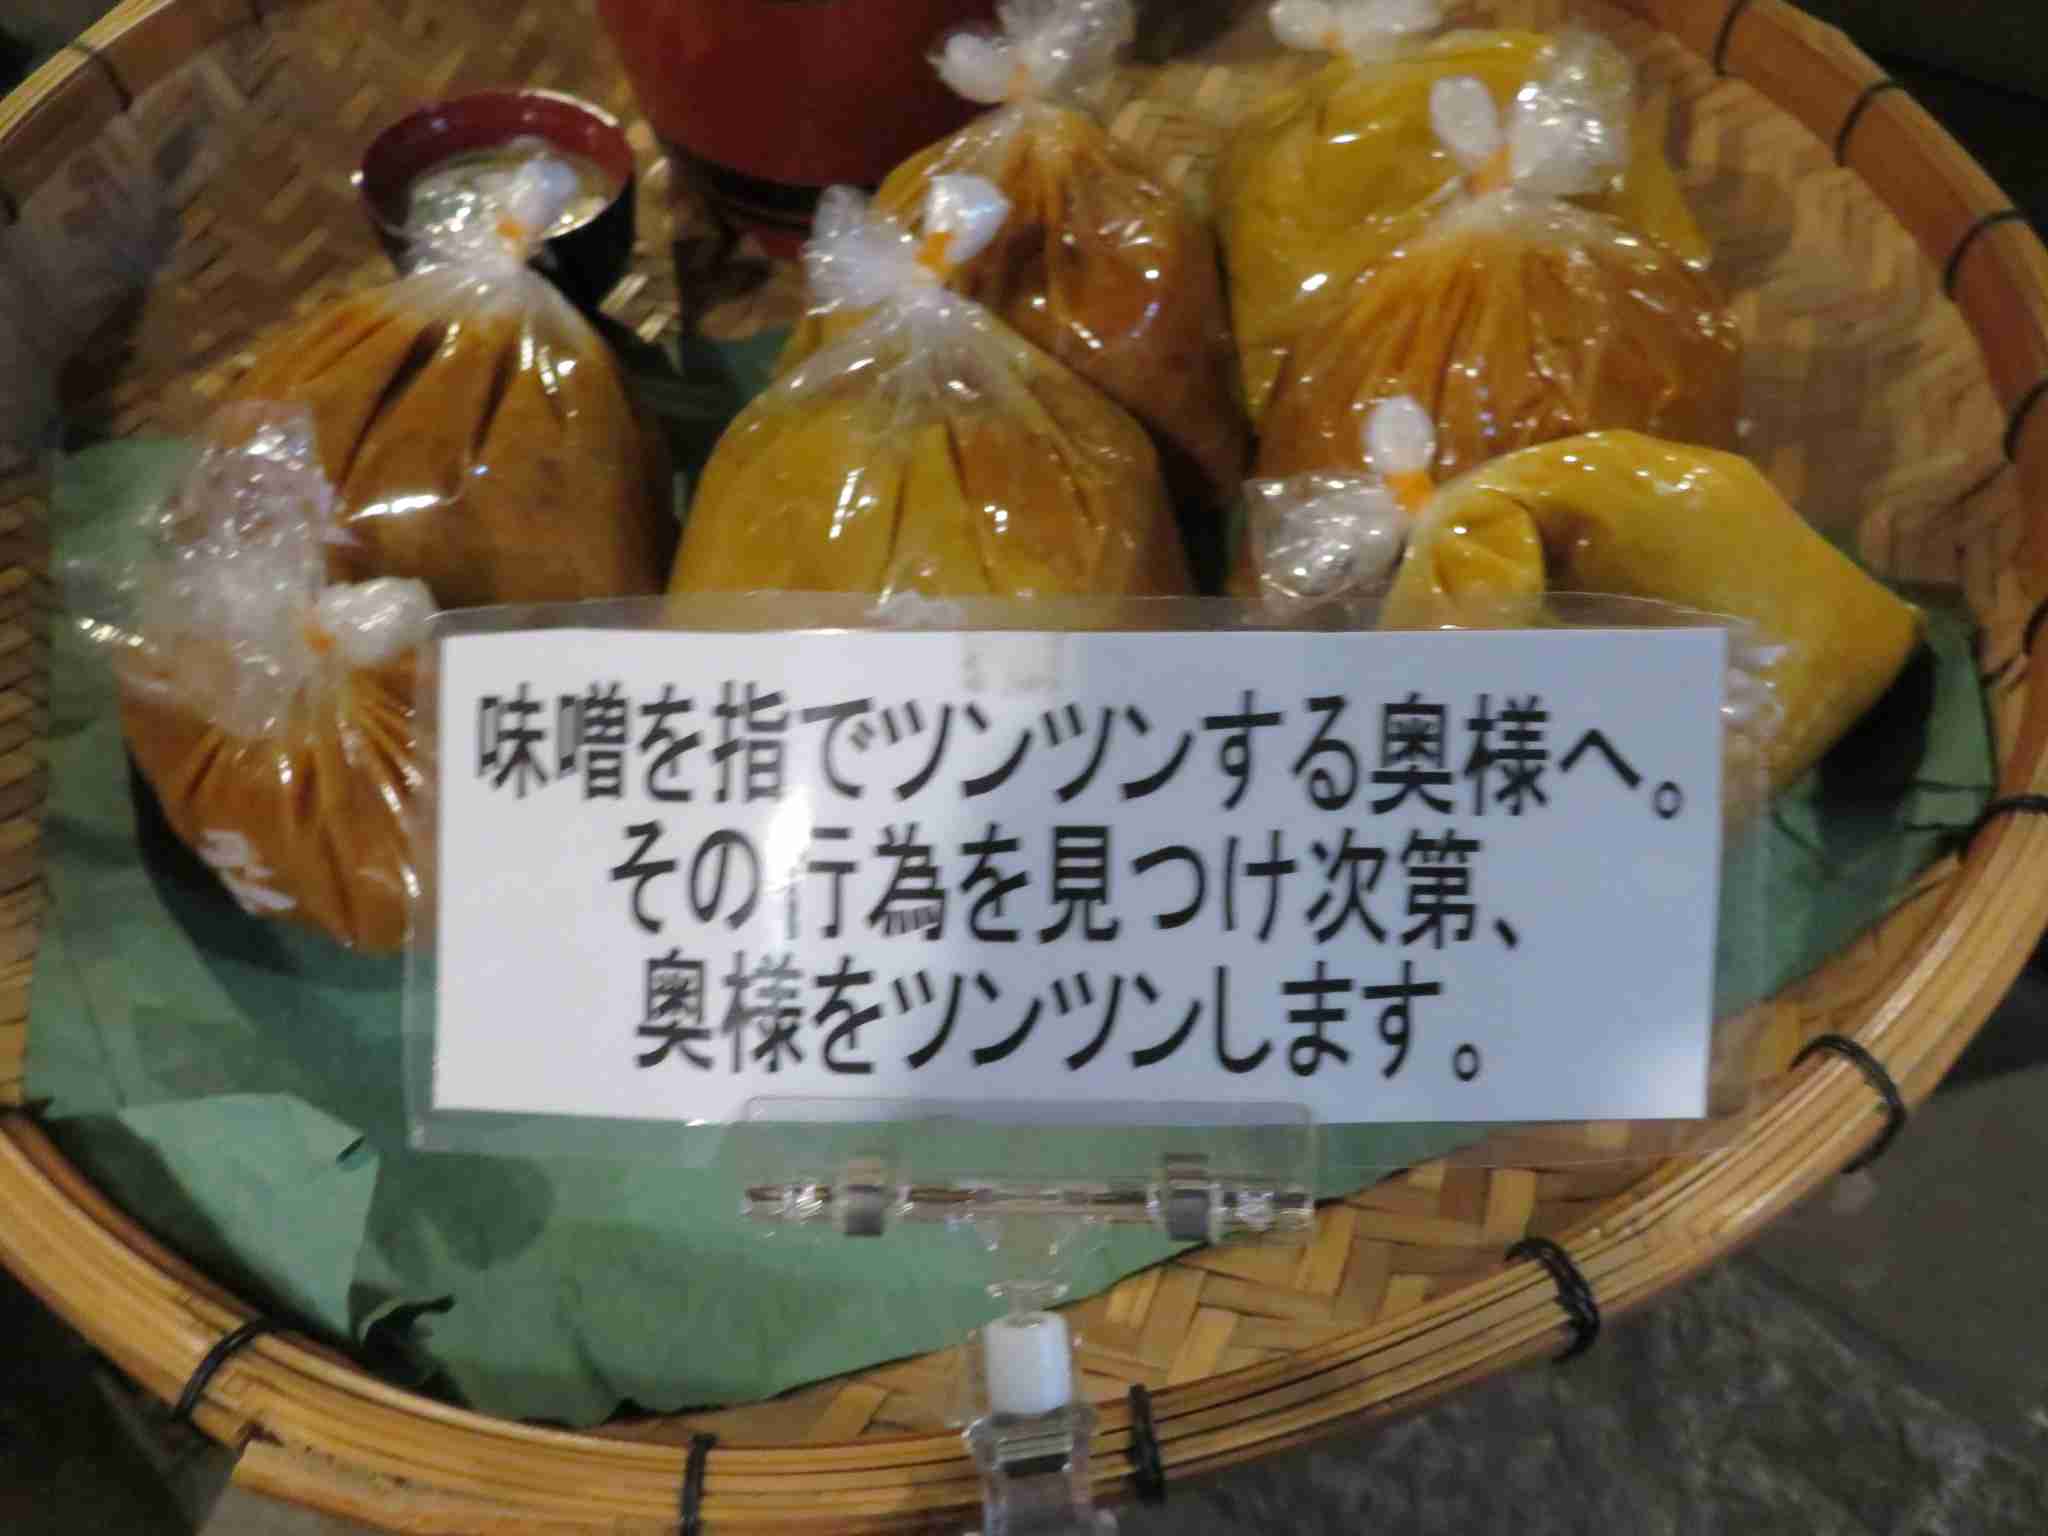 味噌を指でツンツンする奥様へ。
その行為を見つけ次第、
奥様をツンツンします。